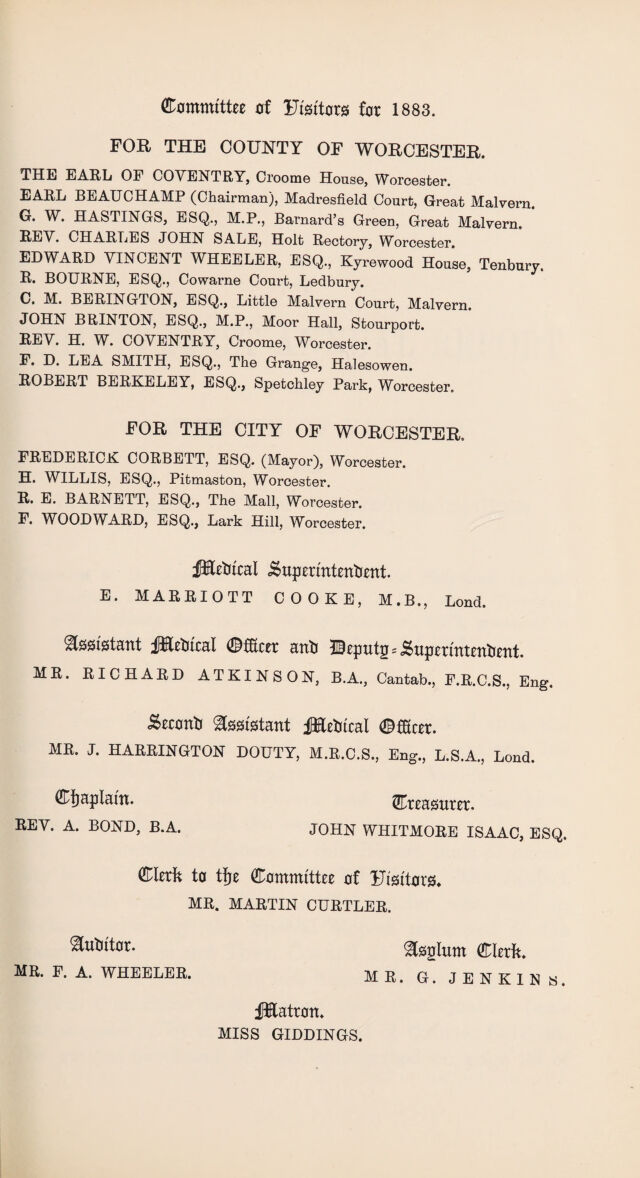 Committee of Visitors for 1883.
FOR THE COUNTY OF WORCESTER.
THE EARL OF COVENTRY, Croome House, Worcester.
EARL BEAUCHAMP (Chairman), Madresfield Court, Great Malvern.
G. W. HASTINGS, ESQ., M.P., Barnard's Green, Great Malvern.
REV. CHARLES JOHN SALE, Holt Rectory, Worcester.
EDWARD VINCENT WHEELER, ESQ., Kyrewood House, Tenbury.
R. BOURNE, ESQ., Cowarne Court, Ledbury.
C. M. BERINGTON, ESQ., Little Malvern Court, Malvern.
JOHN BRINTON, ESQ., M.P., Moor Hall, Stourport.
REV. H. W. COVENTRY, Croome, Worcester.
F. D. LEA SMITH, ESQ., The Grange, Halesowen.
ROBERT BERKELEY, ESQ., Spetchley Park, Worcester.
FOR THE CITY OF WORCESTER.
FREDERICK CORBETT, ESQ. (Mayor), Worcester.
H. WILLIS, ESQ., Pitmaston, Worcester.
R. E. BARNETT, ESQ., The Mall, Worcester.
F. WOODWARD, ESQ., Lark Hill, Worcester.
Medical Superintendent.
E. MARRIOTT COOKE, M.B., Lond.
Assistant Medical Officer and Deputy-Superintendent.
MR. RICHARD ATKINSON, B.A., Cantab., F.R.C.S., Eng.
Second Assistant Medical Officer.
MR. J. HARRINGTON DOUTY, M.R.C.S., Eng., L.S.A., Lond.
Chaplain.
REV. A. BOND, B.A.
Treasurer.
JOHN WHITMORE ISAAC, ESQ.
Clerk to the Committee of Visitors.
MR. MARTIN CURTLER.
Auditor.
MR. F. A. WHEELER.
Asylum Clerk.
MR. G. JENKINS.
Matron.
MISS GIDDINGS.